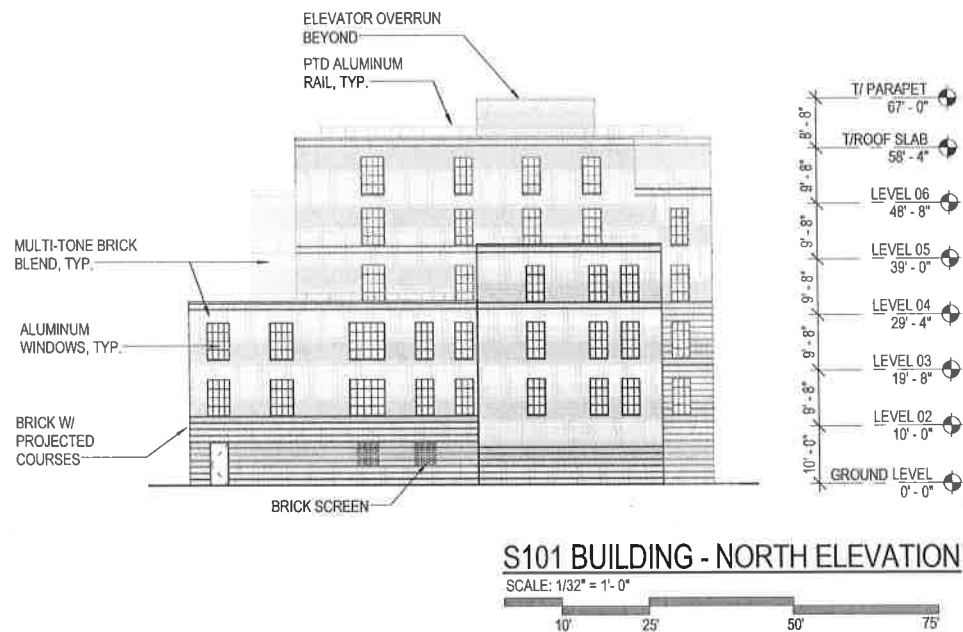 ELEVATOR OVERRUN
BEYOND
PTD ALUMINUM
RAIL, TYP.
MULTI-TONE BRICK
BLEND, TYP.
ALUMINUM
WINDOWS, TYP.
BRICK W/
PROJECTED
COURSES
BRICK SCREEN
T/ PARAPET
67' - 0"
8' - 8"
T/ROOF SLAB
58' - 4"
9' - 8"
LEVEL 06
48' - 8"
9' - 8"
LEVEL 05
39' - 0"
9' - 8"
LEVEL 04
29' - 4"
9' - 8"
LEVEL 03
19' - 8"
9' - 8"
LEVEL 02
10' - 0"
10' - 0"
GROUND LEVEL
0' - 0"
S101 BUILDING - NORTH ELEVATION
SCALE: 1/32" = 1'- 0"
10' 25' 50' 75'